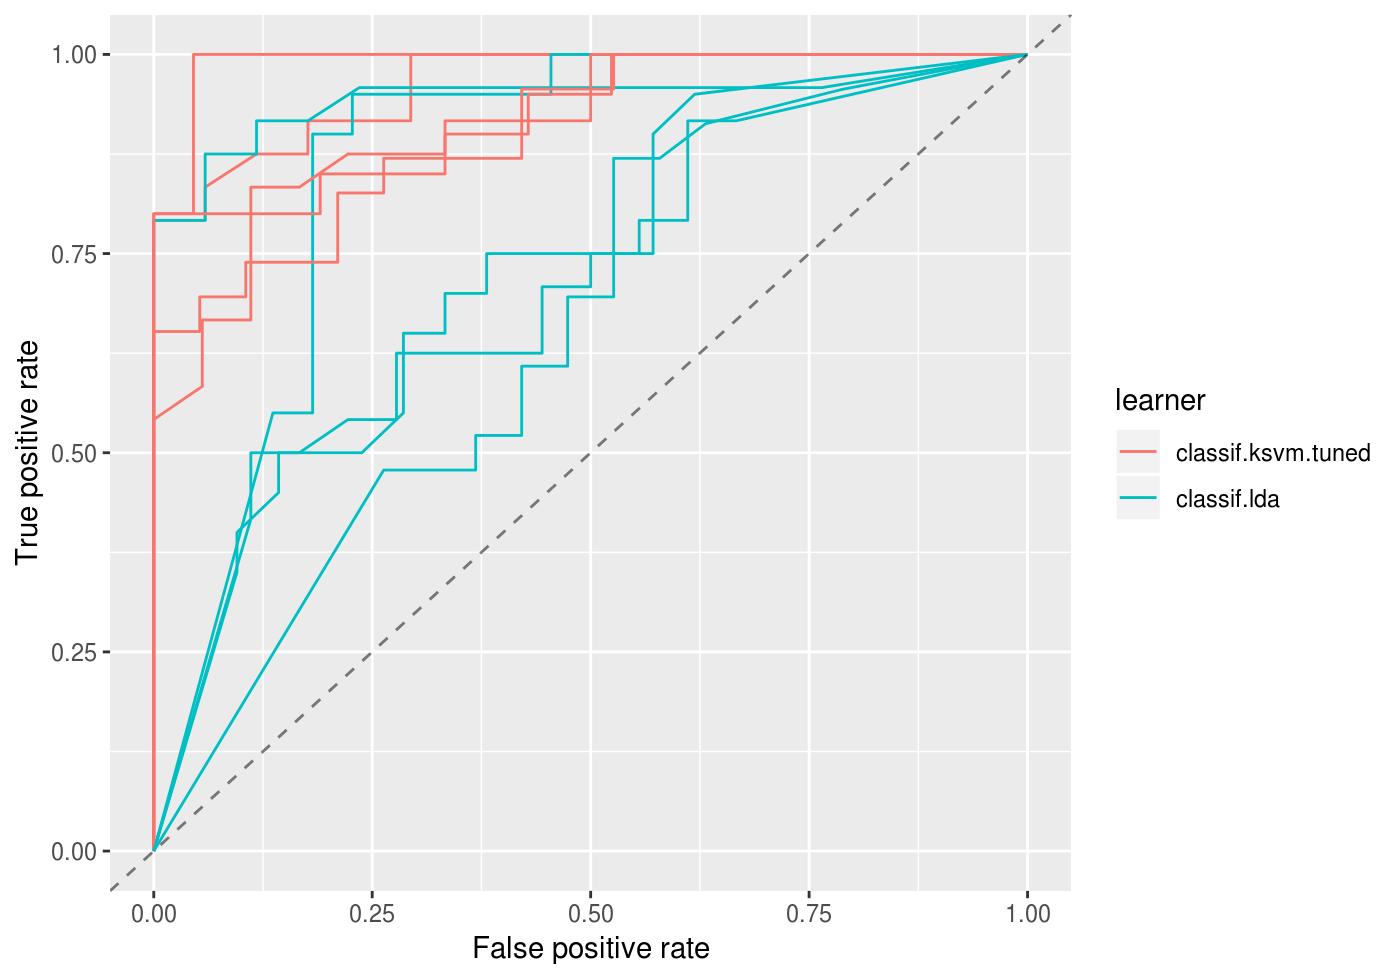 1.00
0.75
0.50
0.25
0.00
True positive rate
0.00 0.25 0.50 0.75 1.00
False positive rate
learner
classif.ksvm.tuned
classif.lda